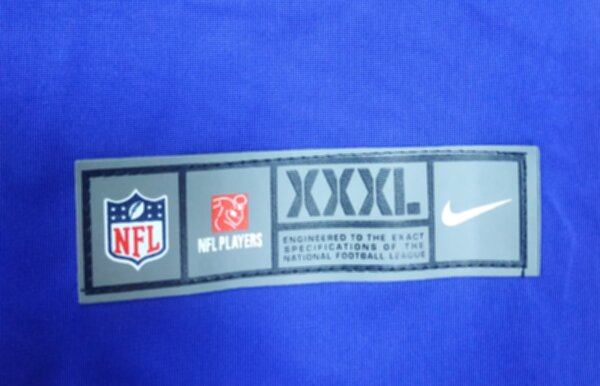 NFL
NFL PLAYERS
XXXL
ENGINEERED TO THE EXACT
SPECIFICATIONS OF THE
NATIONAL FOOTBALL LEAGUE